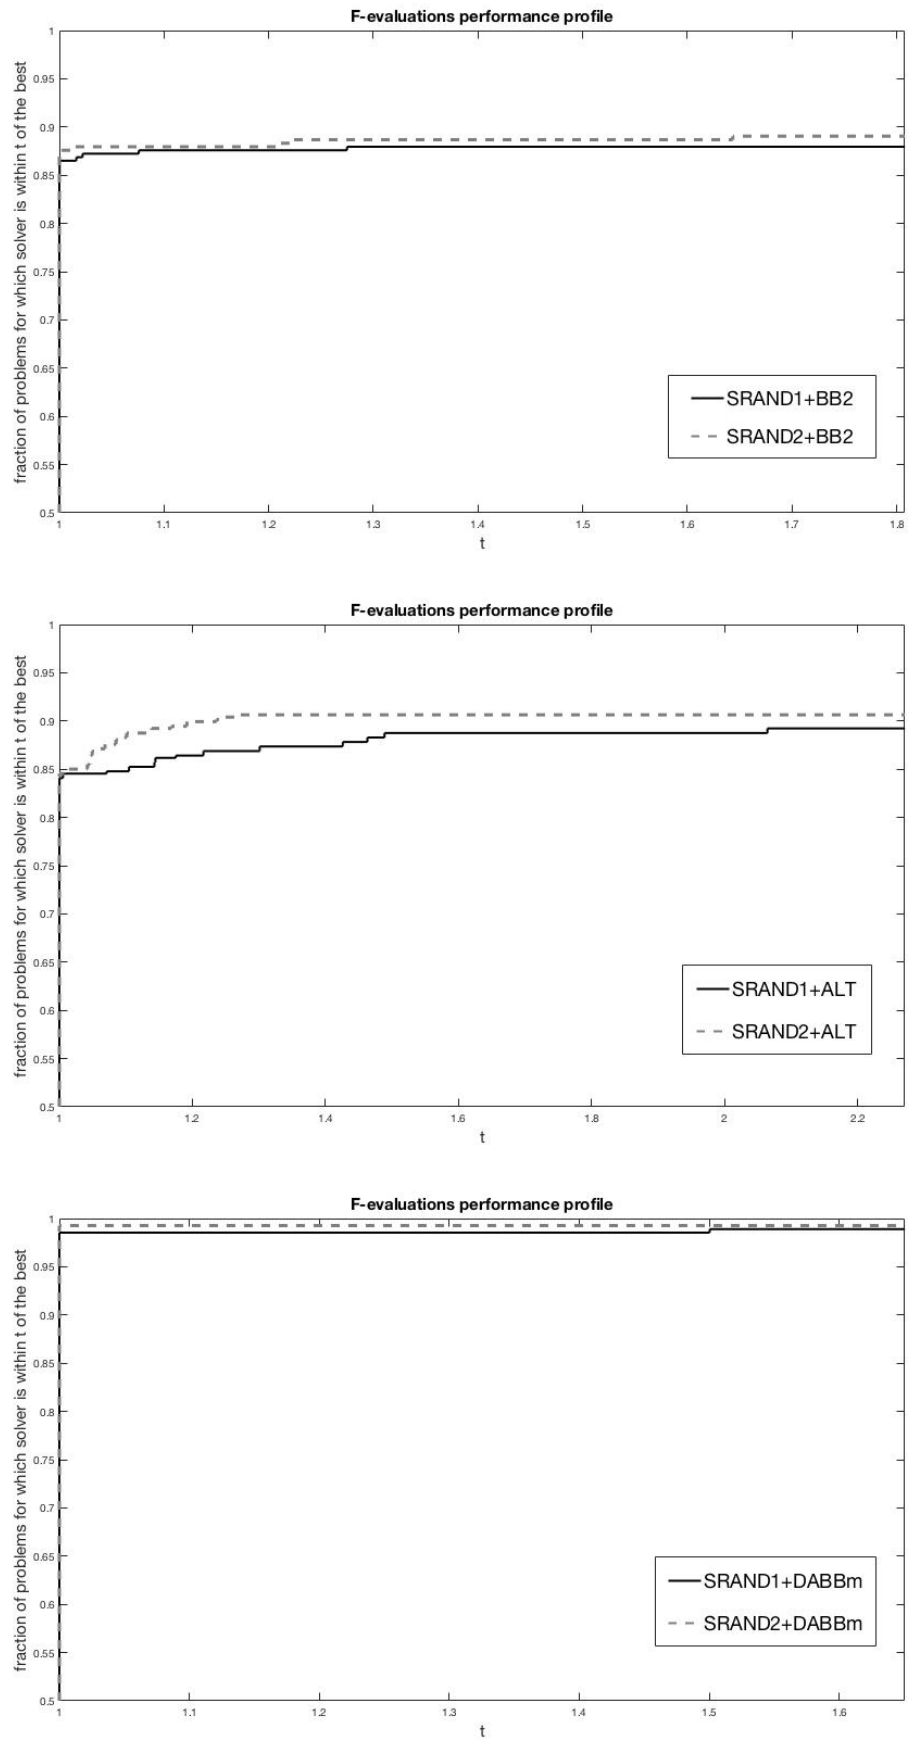 F-evaluations performance profile
fraction of problems for which solver is within t of the best
1
0.95
0.9
0.85
0.8
0.75
0.7
0.65
0.6
0.55
0.5
SRAND1+BB2
SRAND2+BB2
1 1.1 1.2 1.3 1.4 1.5 1.6 1.7 1.8
t
F-evaluations performance profile
fraction of problems for which solver is within t of the best
1
0.95
0.9
0.85
0.8
0.75
0.7
0.65
0.6
0.55
0.5
SRAND1+ALT
SRAND2+ALT
1 1.2 1.4 1.6 1.8 2 2.2
t
F-evaluations performance profile
fraction of problems for which solver is within t of the best
1
0.95
0.9
0.85
0.8
0.75
0.7
0.65
0.6
0.55
0.5
SRAND1+DABBm
SRAND2+DABBm
1 1.1 1.2 1.3 1.4 1.5 1.6
t